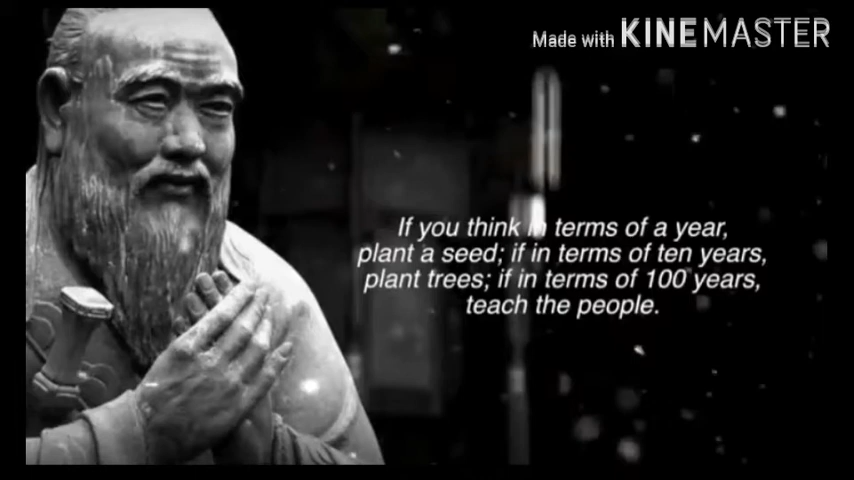 Made with KINEMASTER
If you think in terms of a year,
plant a seed; if in terms of ten years,
plant trees; if in terms of 100 years,
teach the people.